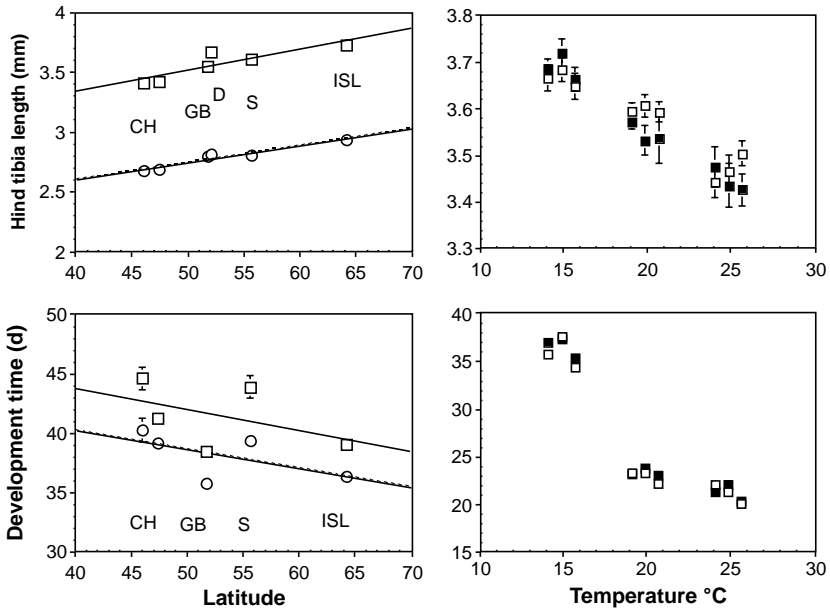 Hind tibia length (mm)
4
3.5
3
2.5
2
CH
GB
D
S
ISL
40 45 50 55 60 65 70
3.8
3.7
3.6
3.5
3.4
3.3
10 15 20 25 30
Development time (d)
50
45
40
35
30
CH
GB
S
ISL
40 45 50 55 60 65 70
Latitude
40
35
30
25
20
15
10 15 20 25 30
Temperature °C